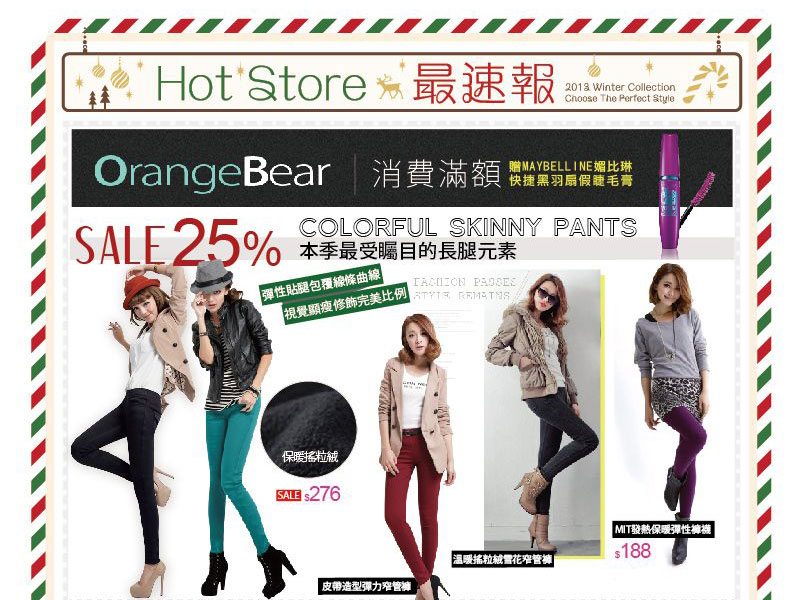 Hot Store 最速報
2013 Winter Collection
Choose The Perfect Style
OrangeBear 消費滿額
贈MAYBELLINE媚比琳
快捷黑羽扇假睫毛膏
SALE 25%
COLORFUL SKINNY PANTS
本季最受矚目的長腿元素
彈性貼腿包覆線條曲線
視覺顯瘦修飾完美比例
FASHION PASSES
STYLE REMAINS
保暖搖粒絨
SALE $276
MIT發熱保暖彈性褲襪
$188
溫暖搖粒絨雪花窄管褲
皮帶造型彈力窄管褲